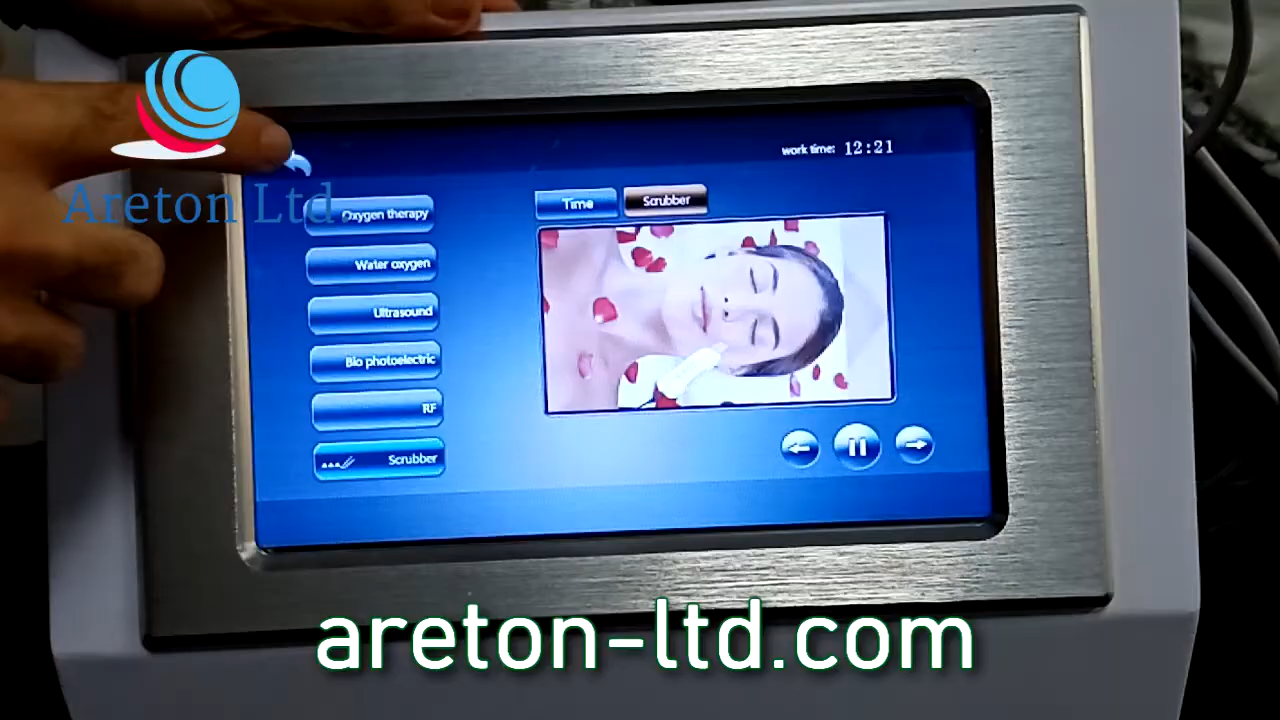 work time: 12:21
Time
Scrubber
Areton Ltd.
Oxygen therapy
Water oxygen
Ultrasound
Bio photoelectric
RF
Scrubber
areton-ltd.com